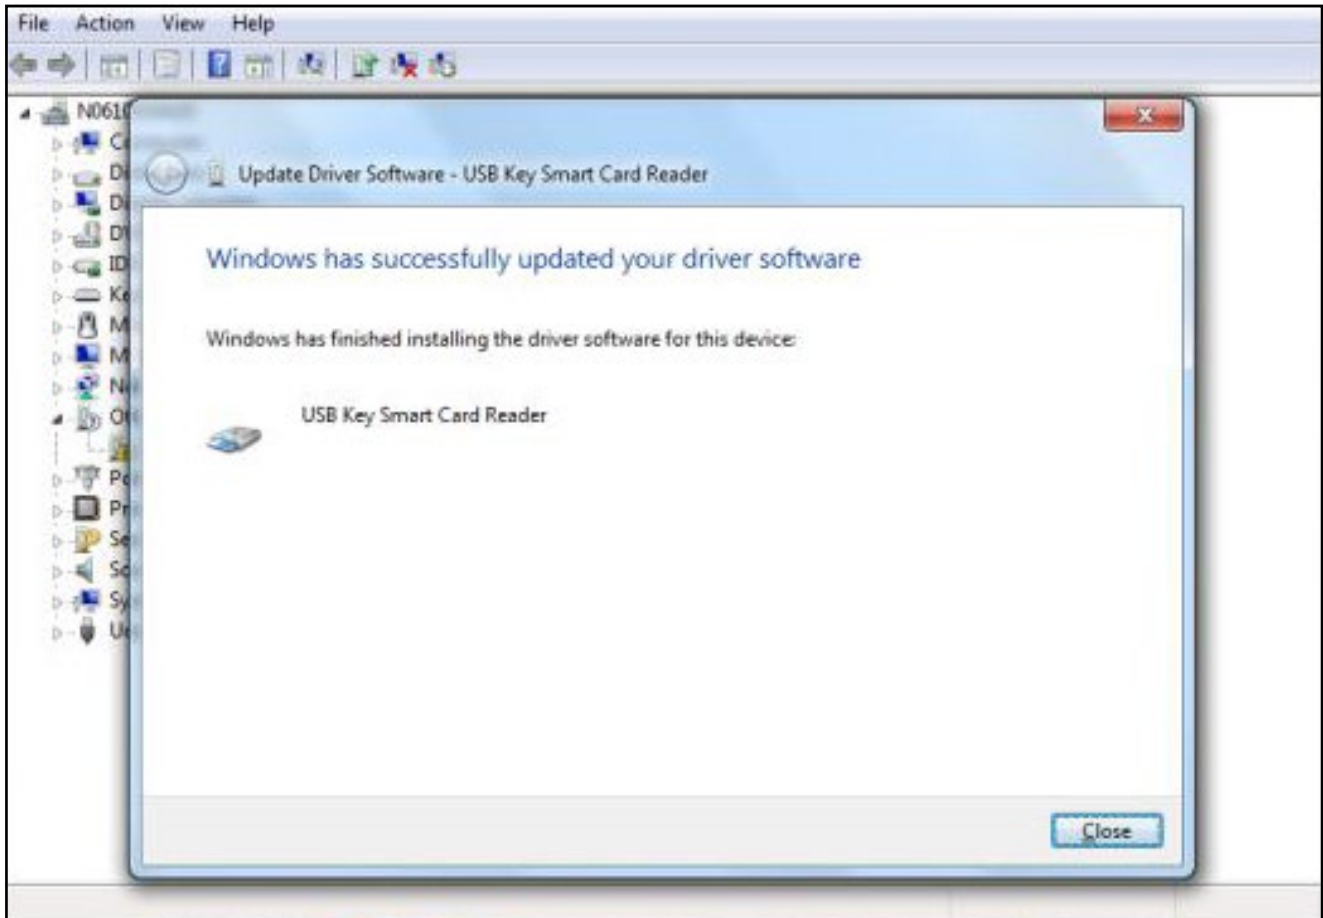 File Action View Help
N061
Update Driver Software - USB Key Smart Card Reader
Windows has successfully updated your driver software
Windows has finished installing the driver software for this device:
USB Key Smart Card Reader
Close